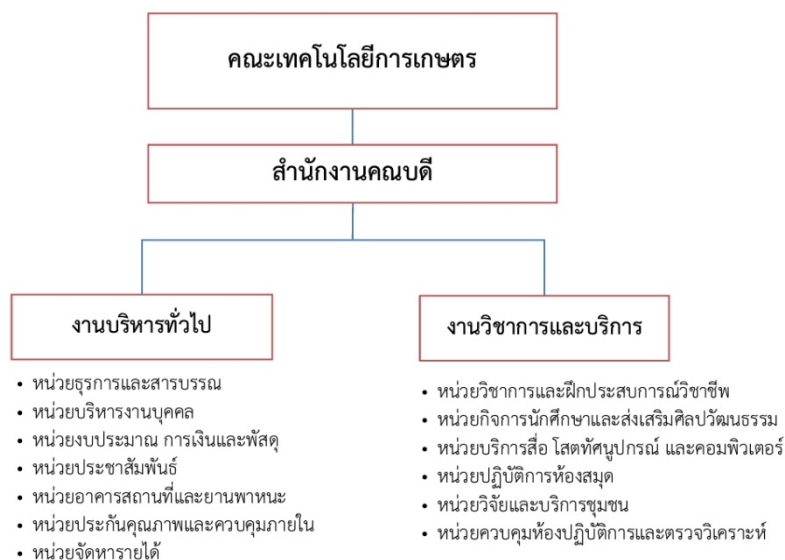 คณะเทคโนโลยีการเกษตร
สำนักงานคณบดี
งานบริหารทั่วไป
• หน่วยธุรการและสารบรรณ
• หน่วยบริหารงานบุคคล
• หน่วยงบประมาณ การเงินและพัสดุ
• หน่วยประชาสัมพันธ์
• หน่วยอาคารสถานที่และยานพาหนะ
• หน่วยประกันคุณภาพและควบคุมภายใน
• หน่วยจัดหารายได้
งานวิชาการและบริการ
• หน่วยวิชาการและฝึกประสบการณ์วิชาชีพ
• หน่วยกิจการนักศึกษาและส่งเสริมศิลปวัฒนธรรม
• หน่วยบริการสื่อ โสตทัศนูปกรณ์ และคอมพิวเตอร์
• หน่วยปฏิบัติการห้องสมุด
• หน่วยวิจัยและบริการชุมชน
• หน่วยควบคุมห้องปฏิบัติการและตรวจวิเคราะห์